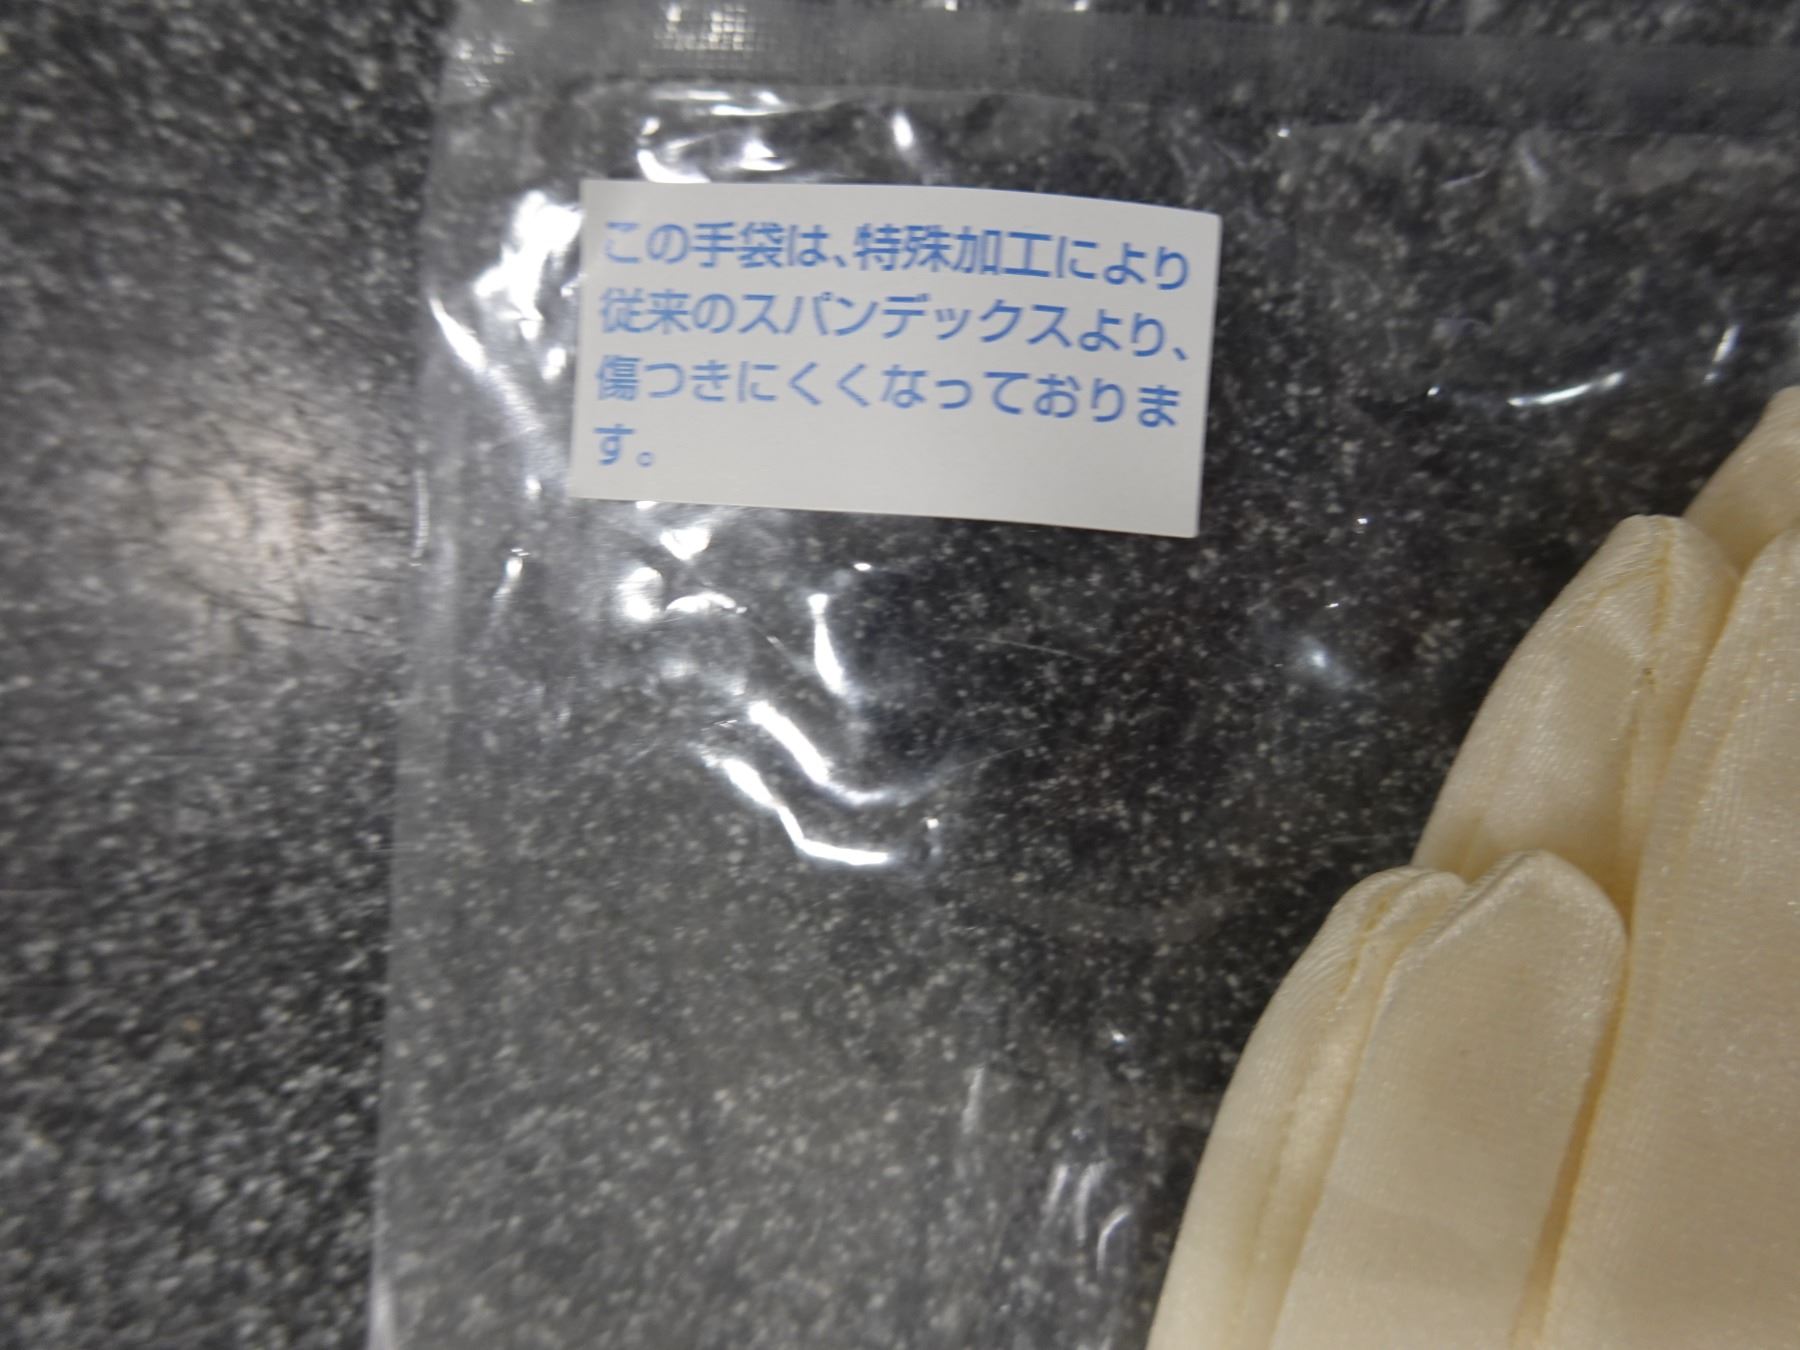 この手袋は、特殊加工により
従来のスパンデックスより、
傷つきにくくなっておりま
す。